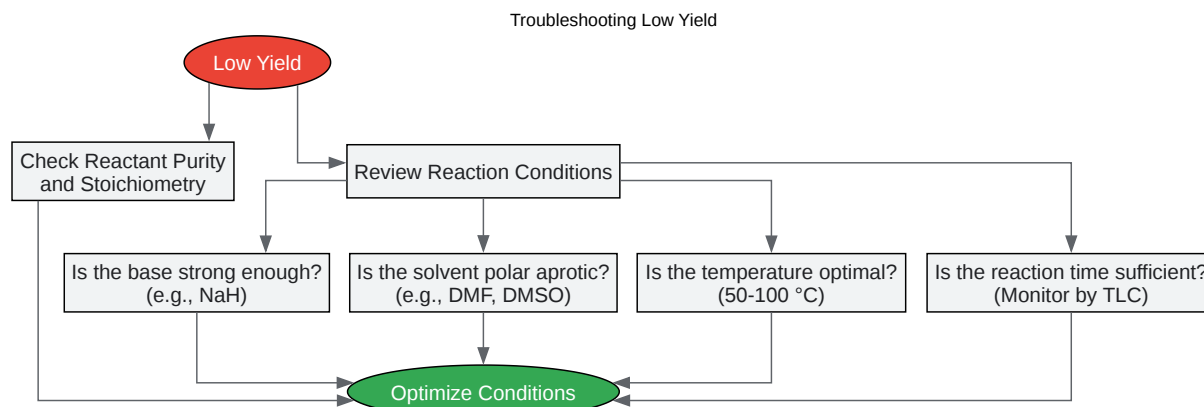 Troubleshooting Low Yield
Low Yield
Check Reactant Purity
and Stoichiometry
Review Reaction Conditions
Is the base strong enough?
(e.g., NaH)
Is the solvent polar aprotic?
(e.g., DMF, DMSO)
Is the temperature optimal?
(50-100 °C)
Is the reaction time sufficient?
(Monitor by TLC)
Optimize Conditions